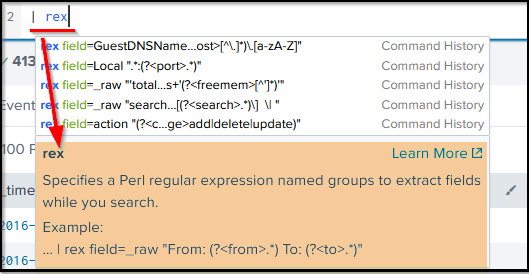 2 | rex
rex field=GuestDNSName...ost>[^\.]*)\.[a-zA-Z]" Command History
✓ 413
rex field=Local ".*:(?<port>.*)" Command History
rex field=_raw "'total...s+'(?<freemem>[^']*)'" Command History
Event
rex field=_raw "search...[(?<search>.*)\] \| " Command History
rex field=action "(?<c...ge>add|delete|update)" Command History
100 P
rex Learn More
_time
Specifies a Perl regular expression named groups to extract fields
while you search.
2016-
Example:
... | rex field=_raw "From: (?<from>.*) To: (?<to>.*)"
2016-